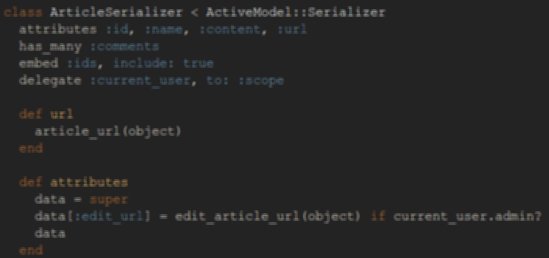 class ArticleSerializer < ActiveModel::Serializer
  attributes :id, :name, :content, :url
  has_many :comments
  embed :ids, include: true
  delegate :current_user, to: :scope

  def url
    article_url(object)
  end

  def attributes
    data = super
    data[:edit_url] = edit_article_url(object) if current_user.admin?
    data
  end